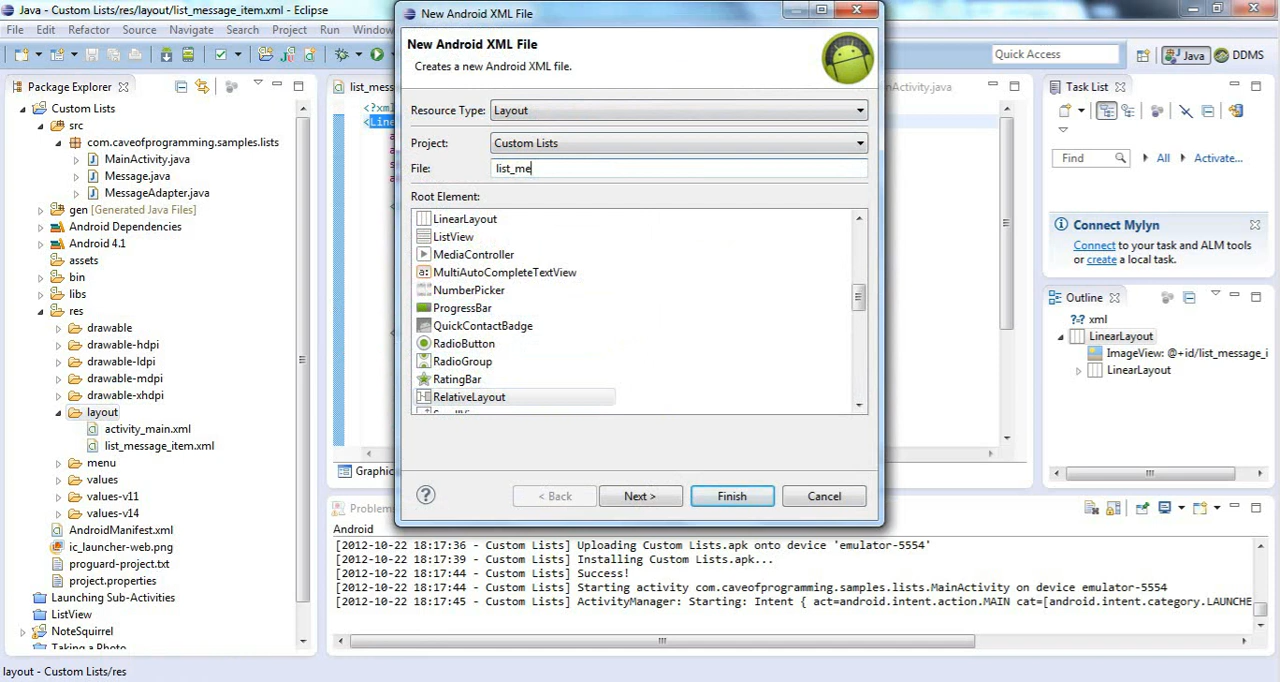 Java - Custom Lists/res/layout/list_message_item.xml - Eclipse
File Edit Refactor Source Navigate Search Project Run Window
Quick Access
Java DDMS
Package Explorer
Custom Lists
src
com.caveofprogramming.samples.lists
MainActivity.java
Message.java
MessageAdapter.java
gen [Generated Java Files]
Android Dependencies
Android 4.1
assets
bin
libs
res
drawable
drawable-hdpi
drawable-ldpi
drawable-mdpi
drawable-xhdpi
layout
activity_main.xml
list_message_item.xml
menu
values
values-v11
values-v14
AndroidManifest.xml
ic_launcher-web.png
proguard-project.txt
project.properties
Launching Sub-Activities
ListView
NoteSquirrel
Taking a Photo
layout - Custom Lists/res
list_mess
<?xml
<Line
Graphic
New Android XML File
New Android XML File
Creates a new Android XML file.
Resource Type: Layout
Project: Custom Lists
File: list_me
Root Element:
LinearLayout
ListView
MediaController
MultiAutoCompleteTextView
NumberPicker
ProgressBar
QuickContactBadge
RadioButton
RadioGroup
RatingBar
RelativeLayout
? < Back Next > Finish Cancel
Activity.java
Task List
Find All Activate...
Connect Mylyn
Connect to your task and ALM tools
or create a local task.
Outline
?=? xml
LinearLayout
ImageView: @+id/list_message_i
LinearLayout
Problem
Android
[2012-10-22 18:17:36 - Custom Lists] Uploading Custom Lists.apk onto device 'emulator-5554'
[2012-10-22 18:17:39 - Custom Lists] Installing Custom Lists.apk...
[2012-10-22 18:17:44 - Custom Lists] Success!
[2012-10-22 18:17:44 - Custom Lists] Starting activity com.caveofprogramming.samples.lists.MainActivity on device emulator-5554
[2012-10-22 18:17:45 - Custom Lists] ActivityManager: Starting: Intent { act=android.intent.action.MAIN cat=[android.intent.category.LAUNCHE